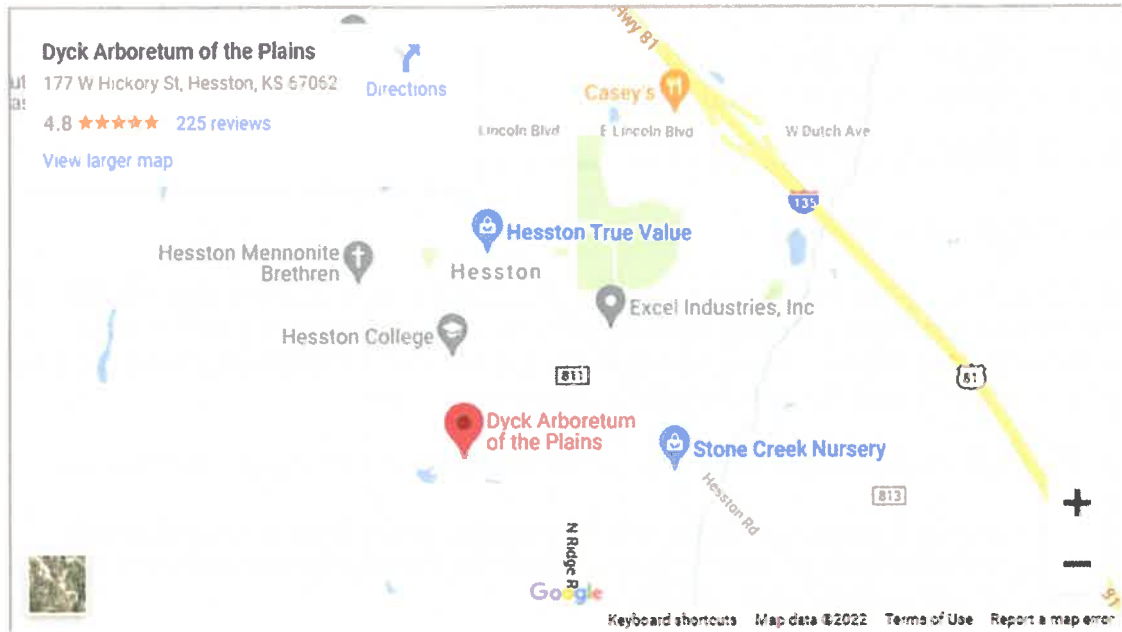 Dyck Arboretum of the Plains
177 W Hickory St, Hesston, KS 67062
Directions
4.8
225 reviews
View larger map
Hwy 81
Casey's
Lincoln Blvd
E Lincoln Blvd
W Dutch Ave
135
Hesston True Value
Hesston Mennonite
Brethren
Hesston
Excel Industries, Inc
Hesston College
811
81
Dyck Arboretum
of the Plains
Stone Creek Nursery
813
Hesston Rd
N Ridge R
+
−
Google
91
Keyboard shortcuts
Map data ©2022
Terms of Use
Report a map error